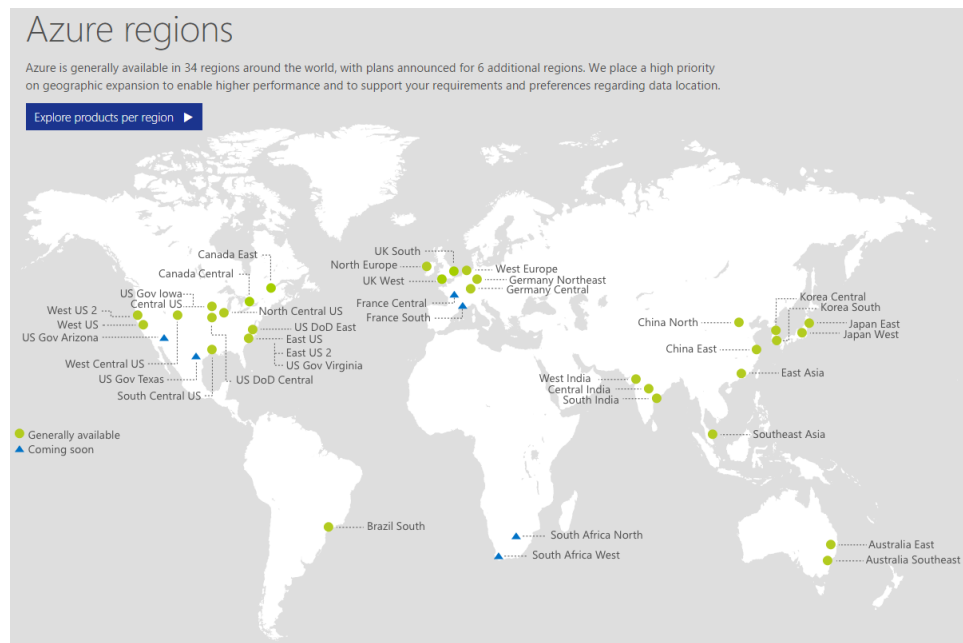 Azure regions
Azure is generally available in 34 regions around the world, with plans announced for 6 additional regions. We place a high priority
on geographic expansion to enable higher performance and to support your requirements and preferences regarding data location.
Explore products per region
Canada East
Canada Central
US Gov Iowa
Central US
North Central US
West US 2
West US
US Gov Arizona
US DoD East
East US
East US 2
US Gov Virginia
West Central US
US Gov Texas
US DoD Central
South Central US
UK South
North Europe
West Europe
UK West
Germany Northeast
Germany Central
France Central
France South
Korea Central
Korea South
China North
Japan East
Japan West
China East
East Asia
West India
Central India
South India
Southeast Asia
Generally available
Coming soon
Brazil South
South Africa North
South Africa West
Australia East
Australia Southeast